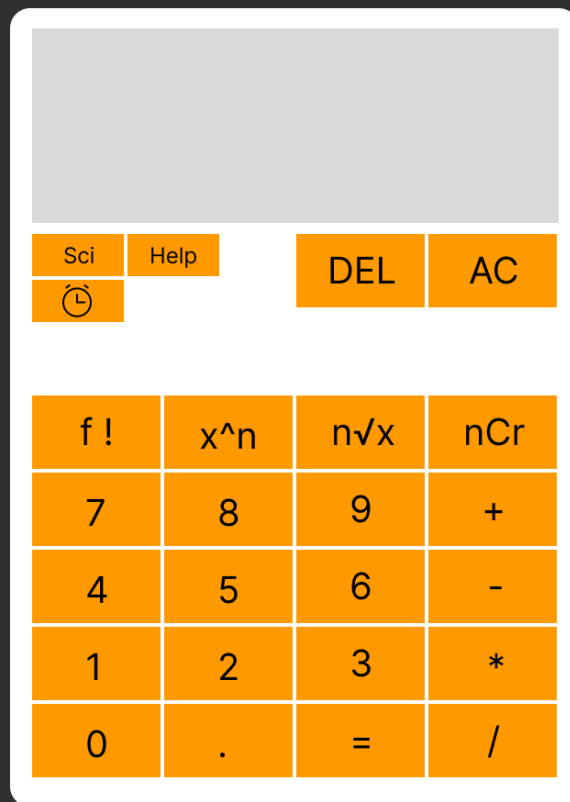 Sci Help DEL AC
f ! x^n n√x nCr
7 8 9 +
4 5 6 -
1 2 3 *
0 . = /